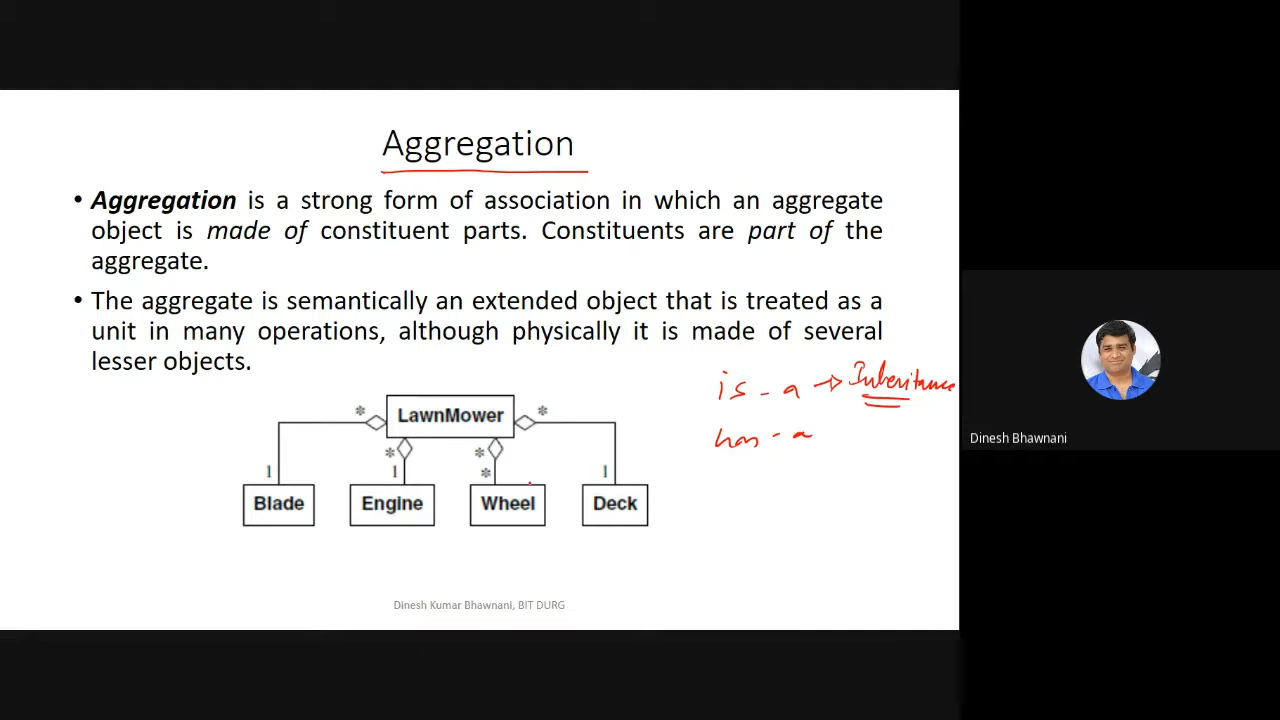 Aggregation
• Aggregation is a strong form of association in which an aggregate
object is made of constituent parts. Constituents are part of the
aggregate.
• The aggregate is semantically an extended object that is treated as a
unit in many operations, although physically it is made of several
lesser objects.
is - a → Inheritance
has - a
* LawnMower *
* *
1 1 * 1
Blade Engine Wheel Deck
Dinesh Kumar Bhawnani, BIT DURG
Dinesh Bhawnani